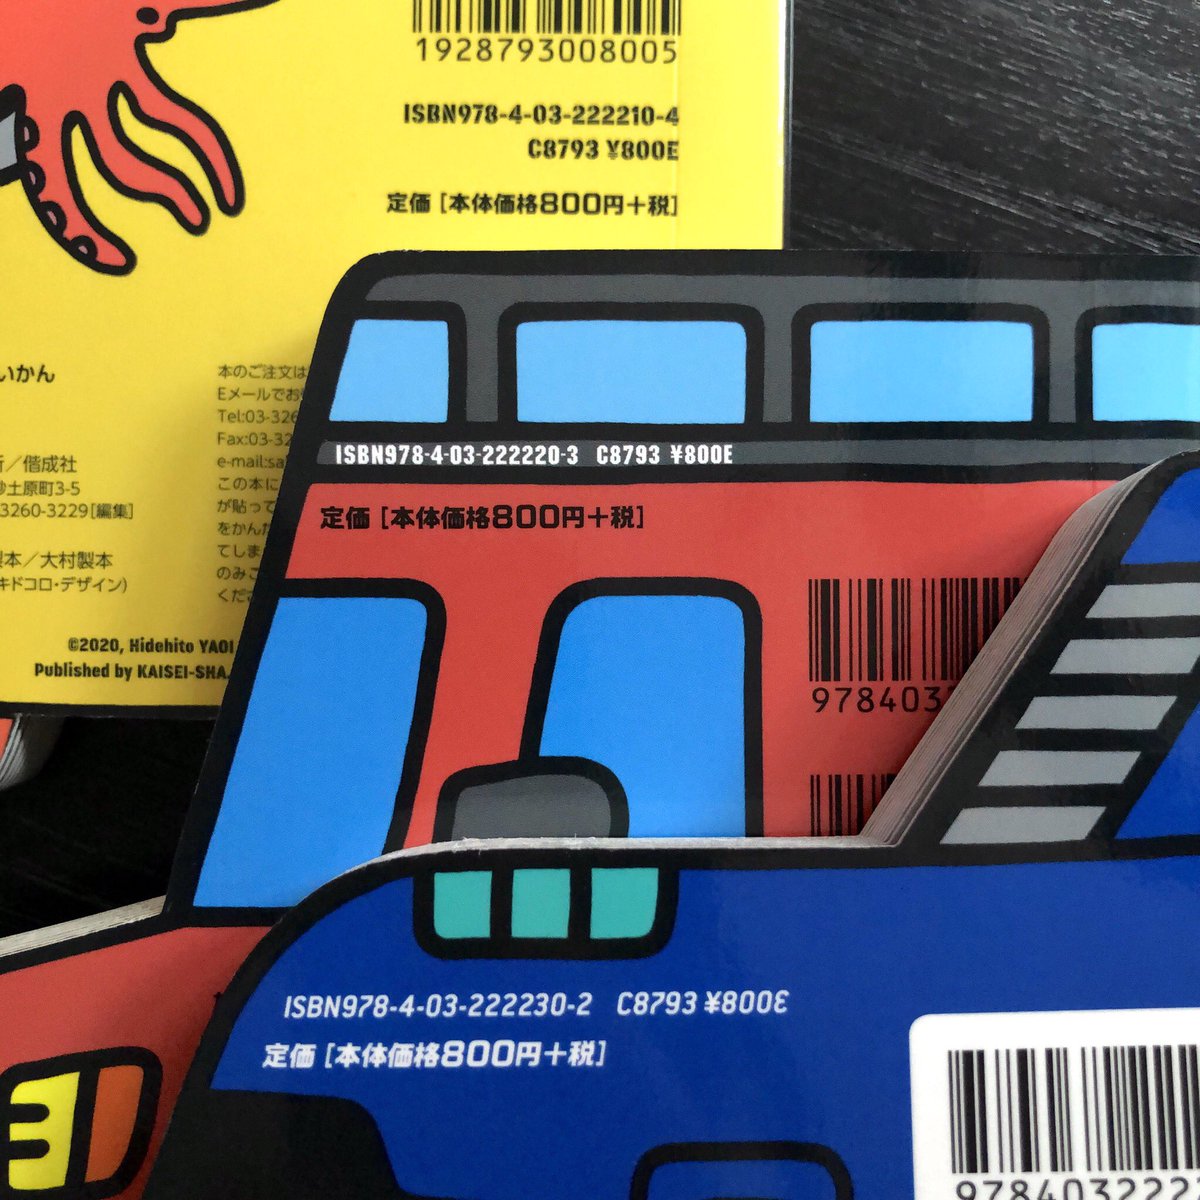 1928793008005
ISBN978-4-03-222210-4
C8793 ¥800E
定価 [本体価格800円+税]
いかん
／偕成社
砂土原町3-5
3260-3229[編集]
製本／大村製本
キドコロ・デザイン)
©2020, Hidehito YAOI
Published by KAISEI-SHA.
本のご注文は
Eメールでお
Tel:03-326
Fax:03-32
e-mail:sa
この本に
が貼って
をかんた
てしま
のみこ
くださ
ISBN978-4-03-222220-3 C8793 ¥800E
定価 [本体価格800円+税]
978403
ISBN978-4-03-222230-2 C8793 ¥800E
定価 [本体価格800円+税]
978403222